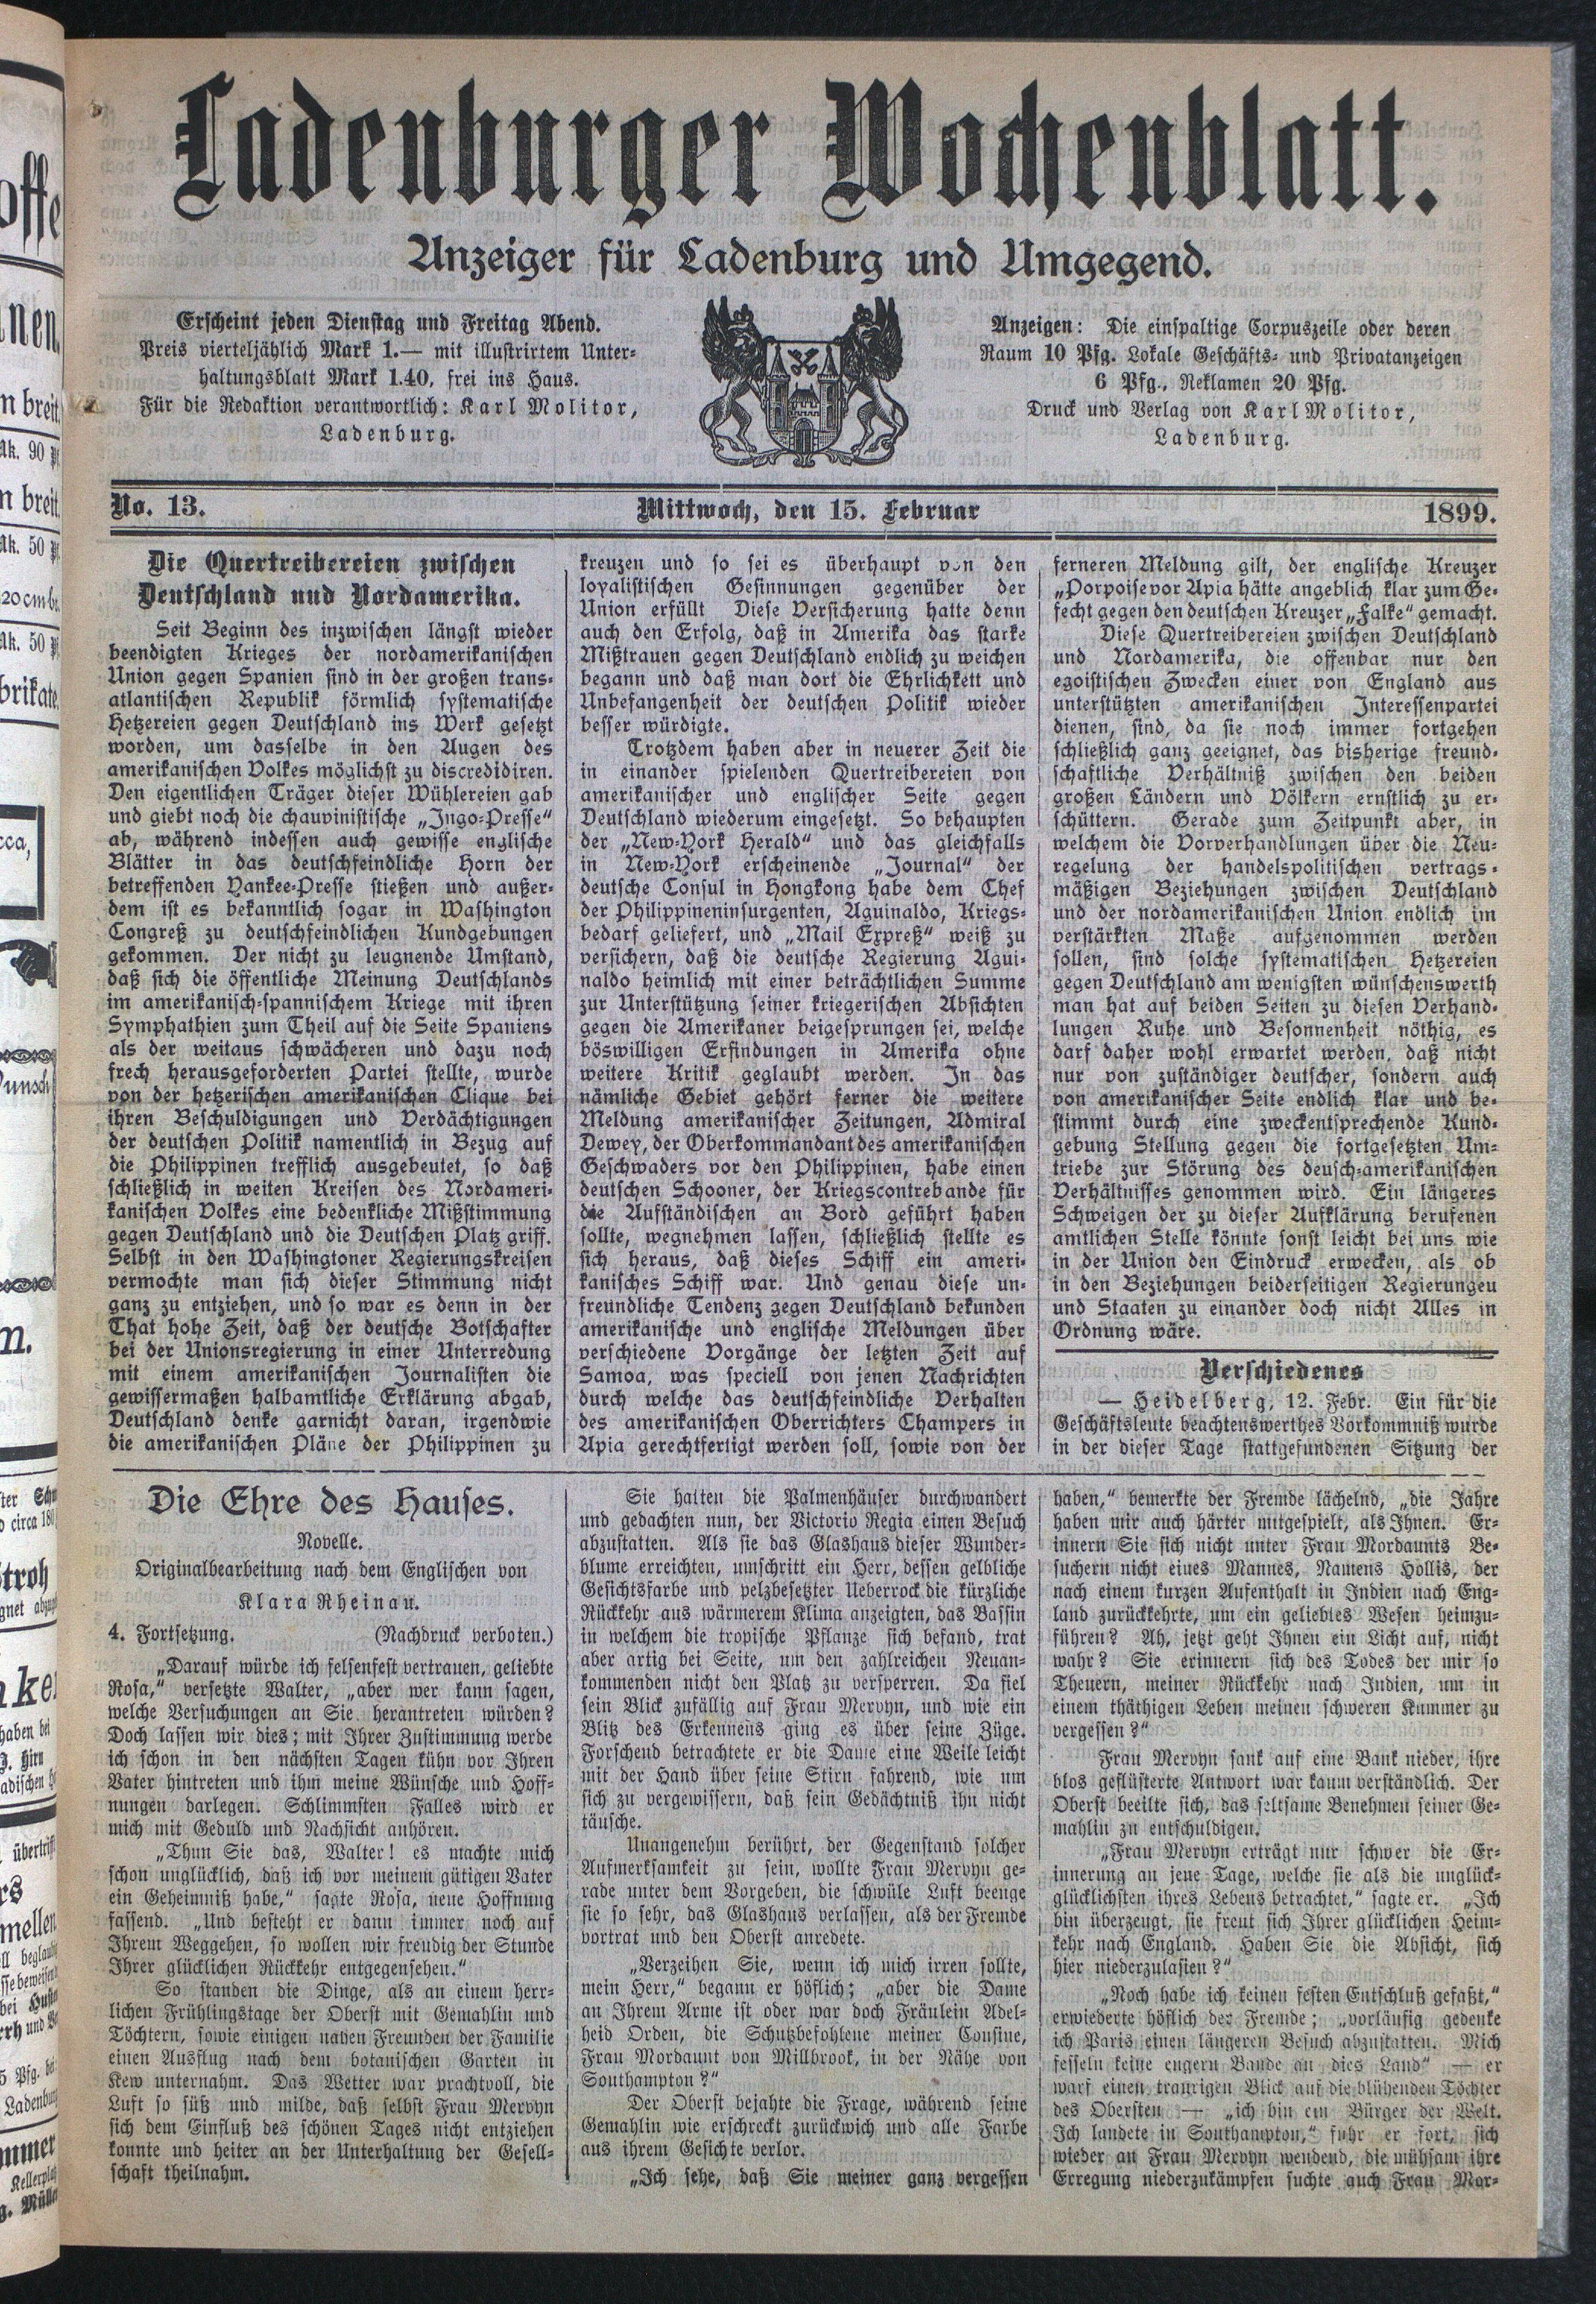 Ladenburger Wochenblatt.
Anzeiger für Ladenburg und Umgegend.
Erscheint jeden Dienstag und Freitag Abend.
Preis vierteljählich Mark 1.— mit illustrirtem Unter-
haltungsblatt Mark 1.40, frei ins Haus.
Für die Redaktion verantwortlich: Karl Molitor,
Ladenburg.
Anzeigen: Die einspaltige Corpuszeile oder deren
Raum 10 Pfg. Lokale Geschäfts- und Privatanzeigen
6 Pfg., Reklamen 20 Pfg.
Druck und Verlag von Karl Molitor,
Ladenburg.
No. 13.
Mittwoch, den 15. Februar
1899.
Die Quertreibereien zwischen
Deutschland und Nordamerika.
Seit Beginn des inzwischen längst wieder
beendigten Krieges der nordamerikanischen
Union gegen Spanien sind in der großen trans-
atlantischen Republik förmlich systematische
Hetzereien gegen Deutschland ins Werk gesetzt
worden, um dasselbe in den Augen des
amerikanischen Volkes möglichst zu discredidiren.
Den eigentlichen Träger dieser Wühlereien gab
und giebt noch die chauvinistische „Jngo-Presse“
ab, während indessen auch gewisse englische
Blätter in das deutschfeindliche Horn der
betreffenden Yankee-Presse stießen und außer-
dem ist es bekanntlich sogar in Washington
Congreß zu deutschfeindlichen Kundgebungen
gekommen. Der nicht zu leugnende Umstand,
daß sich die öffentliche Meinung Deutschlands
im amerikanisch-spannischem Kriege mit ihren
Symphathien zum Theil auf die Seite Spaniens
als der weitaus schwächeren und dazu noch
frech herausgeforderten Partei stellte, wurde
von der hetzerischen amerikanischen Clique bei
ihren Beschuldigungen und Verdächtigungen
der deutschen Politik namentlich in Bezug auf
die Philippinen trefflich ausgebeutet, so daß
schließlich in weiten Kreisen des Nordameri-
kanischen Volkes eine bedenkliche Mißstimmung
gegen Deutschland und die Deutschen Platz griff.
Selbst in den Washingtoner Regierungskreisen
vermochte man sich dieser Stimmung nicht
ganz zu entziehen, und so war es denn in der
That hohe Zeit, daß der deutsche Botschafter
bei der Unionsregierung in einer Unterredung
mit einem amerikanischen Journalisten die
gewissermaßen halbamtliche Erklärung abgab,
Deutschland denke garnicht daran, irgendwie
die amerikanischen Pläne der Philippinen zu
kreuzen und so sei es überhaupt von den
loyalistischen Gesinnungen gegenüber der
Union erfüllt Diese Versicherung hatte denn
auch den Erfolg, daß in Amerika das starke
Mißtrauen gegen Deutschland endlich zu weichen
begann und daß man dort die Ehrlichkett und
Unbefangenheit der deutschen Politik wieder
besser würdigte.
Trotzdem haben aber in neuerer Zeit die
in einander spielenden Quertreibereien von
amerikanischer und englischer Seite gegen
Deutschland wiederum eingesetzt. So behaupten
der „New-York Herald“ und das gleichfalls
in New-York erscheinende „Journal“ der
deutsche Consul in Hongkong habe dem Chef
der Philippineninsurgenten, Aguinaldo, Kriegs-
bedarf geliefert, und „Mail Expreß“ weiß zu
versichern, daß die deutsche Regierung Agui-
naldo heimlich mit einer beträchtlichen Summe
zur Unterstützung seiner kriegerischen Absichten
gegen die Amerikaner beigesprungen sei, welche
böswilligen Erfindungen in Amerika ohne
weitere Kritik geglaubt werden. In das
nämliche Gebiet gehört ferner die weitere
Meldung amerikanischer Zeitungen, Admiral
Dewey, der Oberkommandant des amerikanischen
Geschwaders vor den Philippinen, habe einen
deutschen Schooner, der Kriegscontrebande für
die Aufständischen an Bord geführt haben
sollte, wegnehmen lassen, schließlich stellte es
sich heraus, daß dieses Schiff ein ameri-
kanisches Schiff war. Und genau diese un-
freundliche Tendenz gegen Deutschland bekunden
amerikanische und englische Meldungen über
verschiedene Vorgänge der letzten Zeit auf
Samoa, was speciell von jenen Nachrichten
durch welche das deutschfeindliche Verhalten
des amerikanischen Oberrichters Champers in
Apia gerechtfertigt werden soll, sowie von der
ferneren Meldung gilt, der englische Kreuzer
„Porpoise vor Apia hätte angeblich klar zum Ge-
fecht gegen den deutschen Kreuzer „Falke“ gemacht.
Diese Quertreibereien zwischen Deutschland
und Nordamerika, die offenbar nur den
egoistischen Zwecken einer von England aus
unterstützten amerikanischen Interessenpartei
dienen, sind, da sie noch immer fortgehen
schließlich ganz geeignet, das bisherige freund-
schaftliche Verhältniß zwischen den beiden
großen Ländern und Völkern ernstlich zu er-
schüttern. Gerade zum Zeitpunkt aber, in
welchem die Vorverhandlungen über die Neu-
regelung der handelspolitischen vertrags-
mäßigen Beziehungen zwischen Deutschland
und der nordamerikanischen Union endlich im
verstärkten Maße aufgenommen werden
sollen, sind solche systematischen Hetzereien
gegen Deutschland am wenigsten wünschenswerth
man hat auf beiden Seiten zu diesen Verhand-
lungen Ruhe und Besonnenheit nöthig, es
darf daher wohl erwartet werden, daß nicht
nur von zuständiger deutscher, sondern auch
von amerikanischer Seite endlich klar und be-
stimmt durch eine zweckentsprechende Kund-
gebung Stellung gegen die fortgesetzten Um-
triebe zur Störung des deusch-amerikanischen
Verhältnisses genommen wird. Ein längeres
Schweigen der zu dieser Aufklärung berufenen
amtlichen Stelle könnte sonst leicht bei uns wie
in der Union den Eindruck erwecken, als ob
in den Beziehungen beiderseitigen Regierungeu
und Staaten zu einander doch nicht Alles in
Ordnung wäre.
Verschiedenes
— Heidelberg, 12. Febr. Ein für die
Geschäftsleute beachtenswerthes Vorkommniß wurde
in der dieser Tage stattgefundenen Sitzung der
Die Ehre des Hauses.
Novelle.
Originalbearbeitung nach dem Englischen von
Klara Rheinau.
4. Fortsetzung. (Nachdruck verboten.)
„Darauf würde ich felsenfest vertrauen, geliebte
Rosa,“ versetzte Walter, „aber wer kann sagen,
welche Versuchungen an Sie herantreten würden?
Doch lassen wir dies; mit Ihrer Zustimmung werde
ich schon in den nächsten Tagen kühn vor Ihren
Vater hintreten und ihm meine Wünsche und Hoff-
nungen darlegen. Schlimmsten Falles wird er
mich mit Geduld und Nachsicht anhören.
„Thun Sie das, Walter! es machte mich
schon unglücklich, daß ich vor meinem gütigen Vater
ein Geheimniß habe,“ sagte Rosa, neue Hoffnung
fassend. „Und besteht er dann immer noch auf
Ihrem Weggehen, so wollen wir freudig der Stunde
Ihrer glücklichen Rückkehr entgegensehen.“
So standen die Dinge, als an einem herr-
lichen Frühlingstage der Oberst mit Gemahlin und
Töchtern, sowie einigen nahen Freunden der Familie
einen Ausflug nach dem botanischen Garten in
Kew unternahm. Das Wetter war prachtvoll, die
Luft so süß und milde, daß selbst Frau Mervyn
sich dem Einfluß des schönen Tages nicht entziehen
konnte und heiter an der Unterhaltung der Gesell-
schaft theilnahm.
Sie hatten die Palmenhäuser durchwandert
und gedachten nun, der Victorio Regia einen Besuch
abzustatten. Als sie das Glashaus dieser Wunder-
blume erreichten, umschritt ein Herr, dessen gelbliche
Gesichtsfarbe und pelzbesetzter Ueberrock die kürzliche
Rückkehr aus wärmerem Klima anzeigten, das Bassin
in welchem die tropische Pflanze sich befand, trat
aber artig bei Seite, um den zahlreichen Neuan-
kommenden nicht den Platz zu versperren. Da fiel
sein Blick zufällig auf Frau Mervyn, und wie ein
Blitz des Erkennens ging es über seine Züge.
Forschend betrachtete er die Dame eine Weile leicht
mit der Hand über seine Stirn fahrend, wie um
sich zu vergewissern, daß sein Gedächtniß ihn nicht
täusche.
Unangenehm berührt, der Gegenstand solcher
Aufmerksamkeit zu sein, wollte Frau Mervyn ge-
rade unter dem Vorgeben, die schwüle Luft beenge
sie so sehr, das Glashaus verlassen, als der Fremde
vortrat und den Oberst anredete.
„Verzeihen Sie, wenn ich mich irren sollte,
mein Herr,“ begann er höflich; „aber die Dame
an Ihrem Arme ist oder war doch Fräulein Adel-
heid Orden, die Schutzbefohlene meiner Cousine,
Frau Mordaunt von Millbrook, in der Nähe von
Southampton?“
Der Oberst bejahte die Frage, während seine
Gemahlin wie erschreckt zurückwich und alle Farbe
aus ihrem Gesichte verlor.
„Ich sehe, daß Sie meiner ganz vergessen
haben,“ bemerkte der Fremde lächelnd, „die Jahre
haben mir auch härter mitgespielt, als Ihnen. Er-
innern Sie sich nicht unter Frau Mordaunts Be-
suchern nicht eines Mannes, Namens Hollis, der
nach einem kurzen Aufenthalt in Indien nach Eng-
land zurückkehrte, um ein geliebtes Wesen heimzu-
führen? Ah, jetzt geht Ihnen ein Licht auf, nicht
wahr? Sie erinnern sich des Todes der mir so
Theuern, meiner Rückkehr nach Indien, um in
einem thäthigen Leben meinen schweren Kummer zu
vergessen?“
Frau Mervyn sank auf eine Bank nieder, ihre
blos geflüsterte Antwort war kaum verständlich. Der
Oberst beeilte sich, das seltsame Benehmen seiner Ge-
mahlin zu entschuldigen.
„Frau Mervyn erträgt nur schwer die Er-
innerung an jene Tage, welche sie als die unglück-
glücklichsten ihres Lebens betrachtet,“ sagte er. „Ich
bin überzeugt, sie freut sich Ihrer glücklichen Heim-
kehr nach England. Haben Sie die Absicht, sich
hier niederzulassen?“
„Noch habe ich keinen festen Entschluß gefaßt,“
erwiederte höflich der Fremde; „vorläufig gedenke
ich Paris einen längeren Besuch abzustatten. Mich
fesseln keine engern Bande an dies Land“ — er
warf einen traurigen Blick auf die blühenden Töchter
des Obersten — „ich bin ein Bürger der Welt.
Ich landete in Southampton,“ fuhr er fort, sich
wieder an Frau Mervyn wendend, die mühsam ihre
Erregung niederzukämpfen suchte auch Frau Mor-